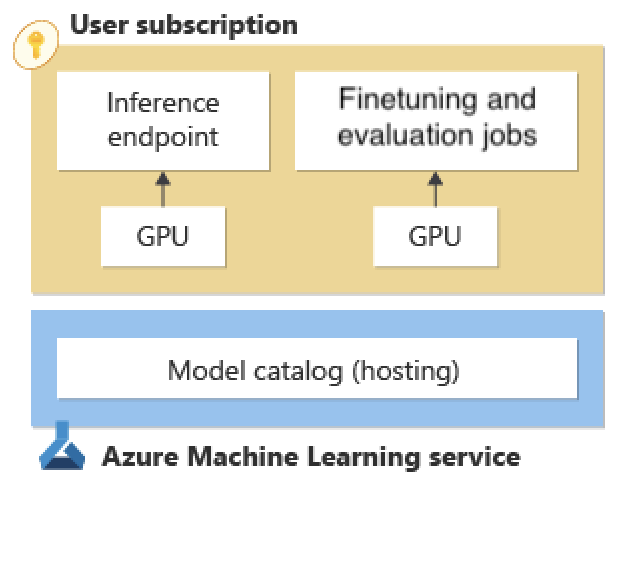 User subscription
Inference
endpoint
Finetuning and
evaluation jobs
GPU
GPU
Model catalog (hosting)
Azure Machine Learning service